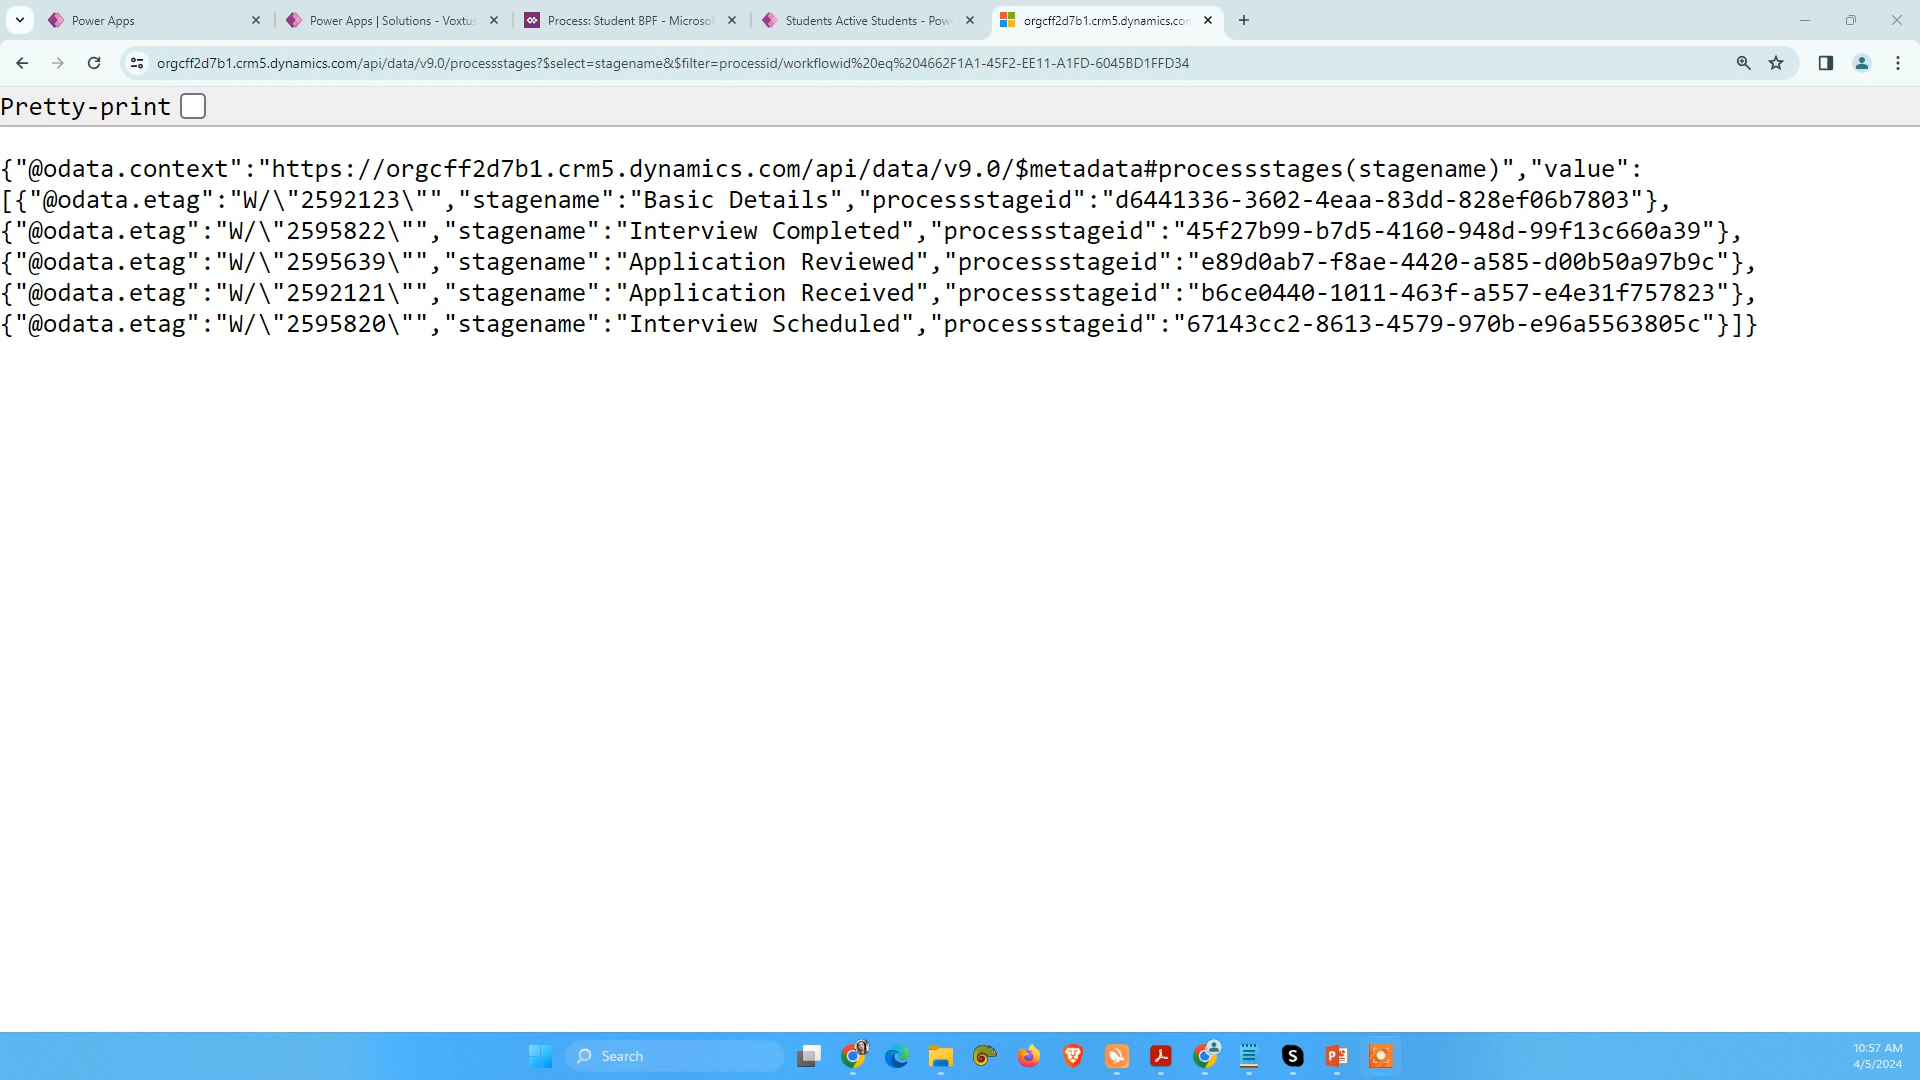 Power Apps
Power Apps | Solutions - Voxtus
Process: Student BPF - Microsof
Students Active Students - Pow
orgcff2d7b1.crm5.dynamics.con
orgcff2d7b1.crm5.dynamics.com/api/data/v9.0/processstages?$select=stagename&$filter=processid/workflowid%20eq%204662F1A1-45F2-EE11-A1FD-6045BD1FFD34
Pretty-print
{"@odata.context":"https://orgcff2d7b1.crm5.dynamics.com/api/data/v9.0/$metadata#processstages(stagename)","value":
[{"@odata.etag":"W/\"2592123\"","stagename":"Basic Details","processstageid":"d6441336-3602-4eaa-83dd-828ef06b7803"},
{"@odata.etag":"W/\"2595822\"","stagename":"Interview Completed","processstageid":"45f27b99-b7d5-4160-948d-99f13c660a39"},
{"@odata.etag":"W/\"2595639\"","stagename":"Application Reviewed","processstageid":"e89d0ab7-f8ae-4420-a585-d00b50a97b9c"},
{"@odata.etag":"W/\"2592121\"","stagename":"Application Received","processstageid":"b6ce0440-1011-463f-a557-e4e31f757823"},
{"@odata.etag":"W/\"2595820\"","stagename":"Interview Scheduled","processstageid":"67143cc2-8613-4579-970b-e96a5563805c"}]}
Search
10:57 AM
4/5/2024